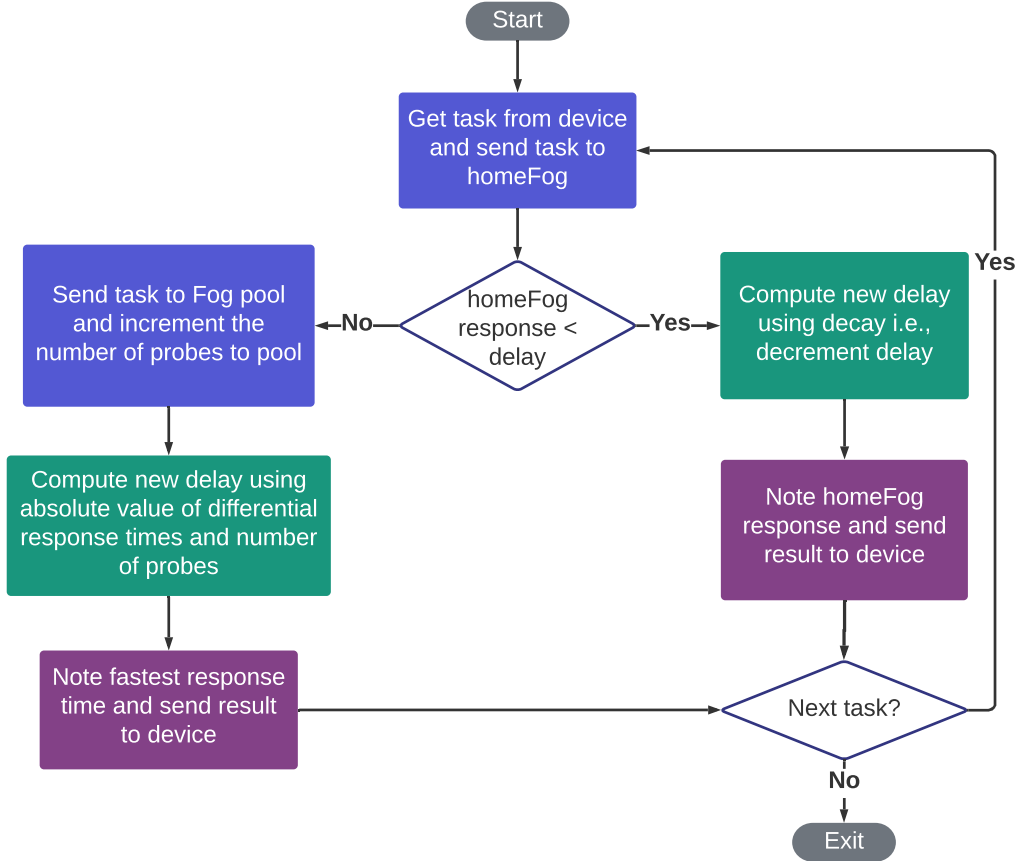 Start
Get task from device
and send task to
homeFog
Yes
Send task to Fog pool
and increment the
number of probes to pool
No
homeFog
response <
delay
Yes
Compute new delay
using decay i.e.,
decrement delay
Compute new delay using
absolute value of differential
response times and number
of probes
Note homeFog
response and send
result to device
Note fastest response
time and send result
to device
Next task?
No
Exit